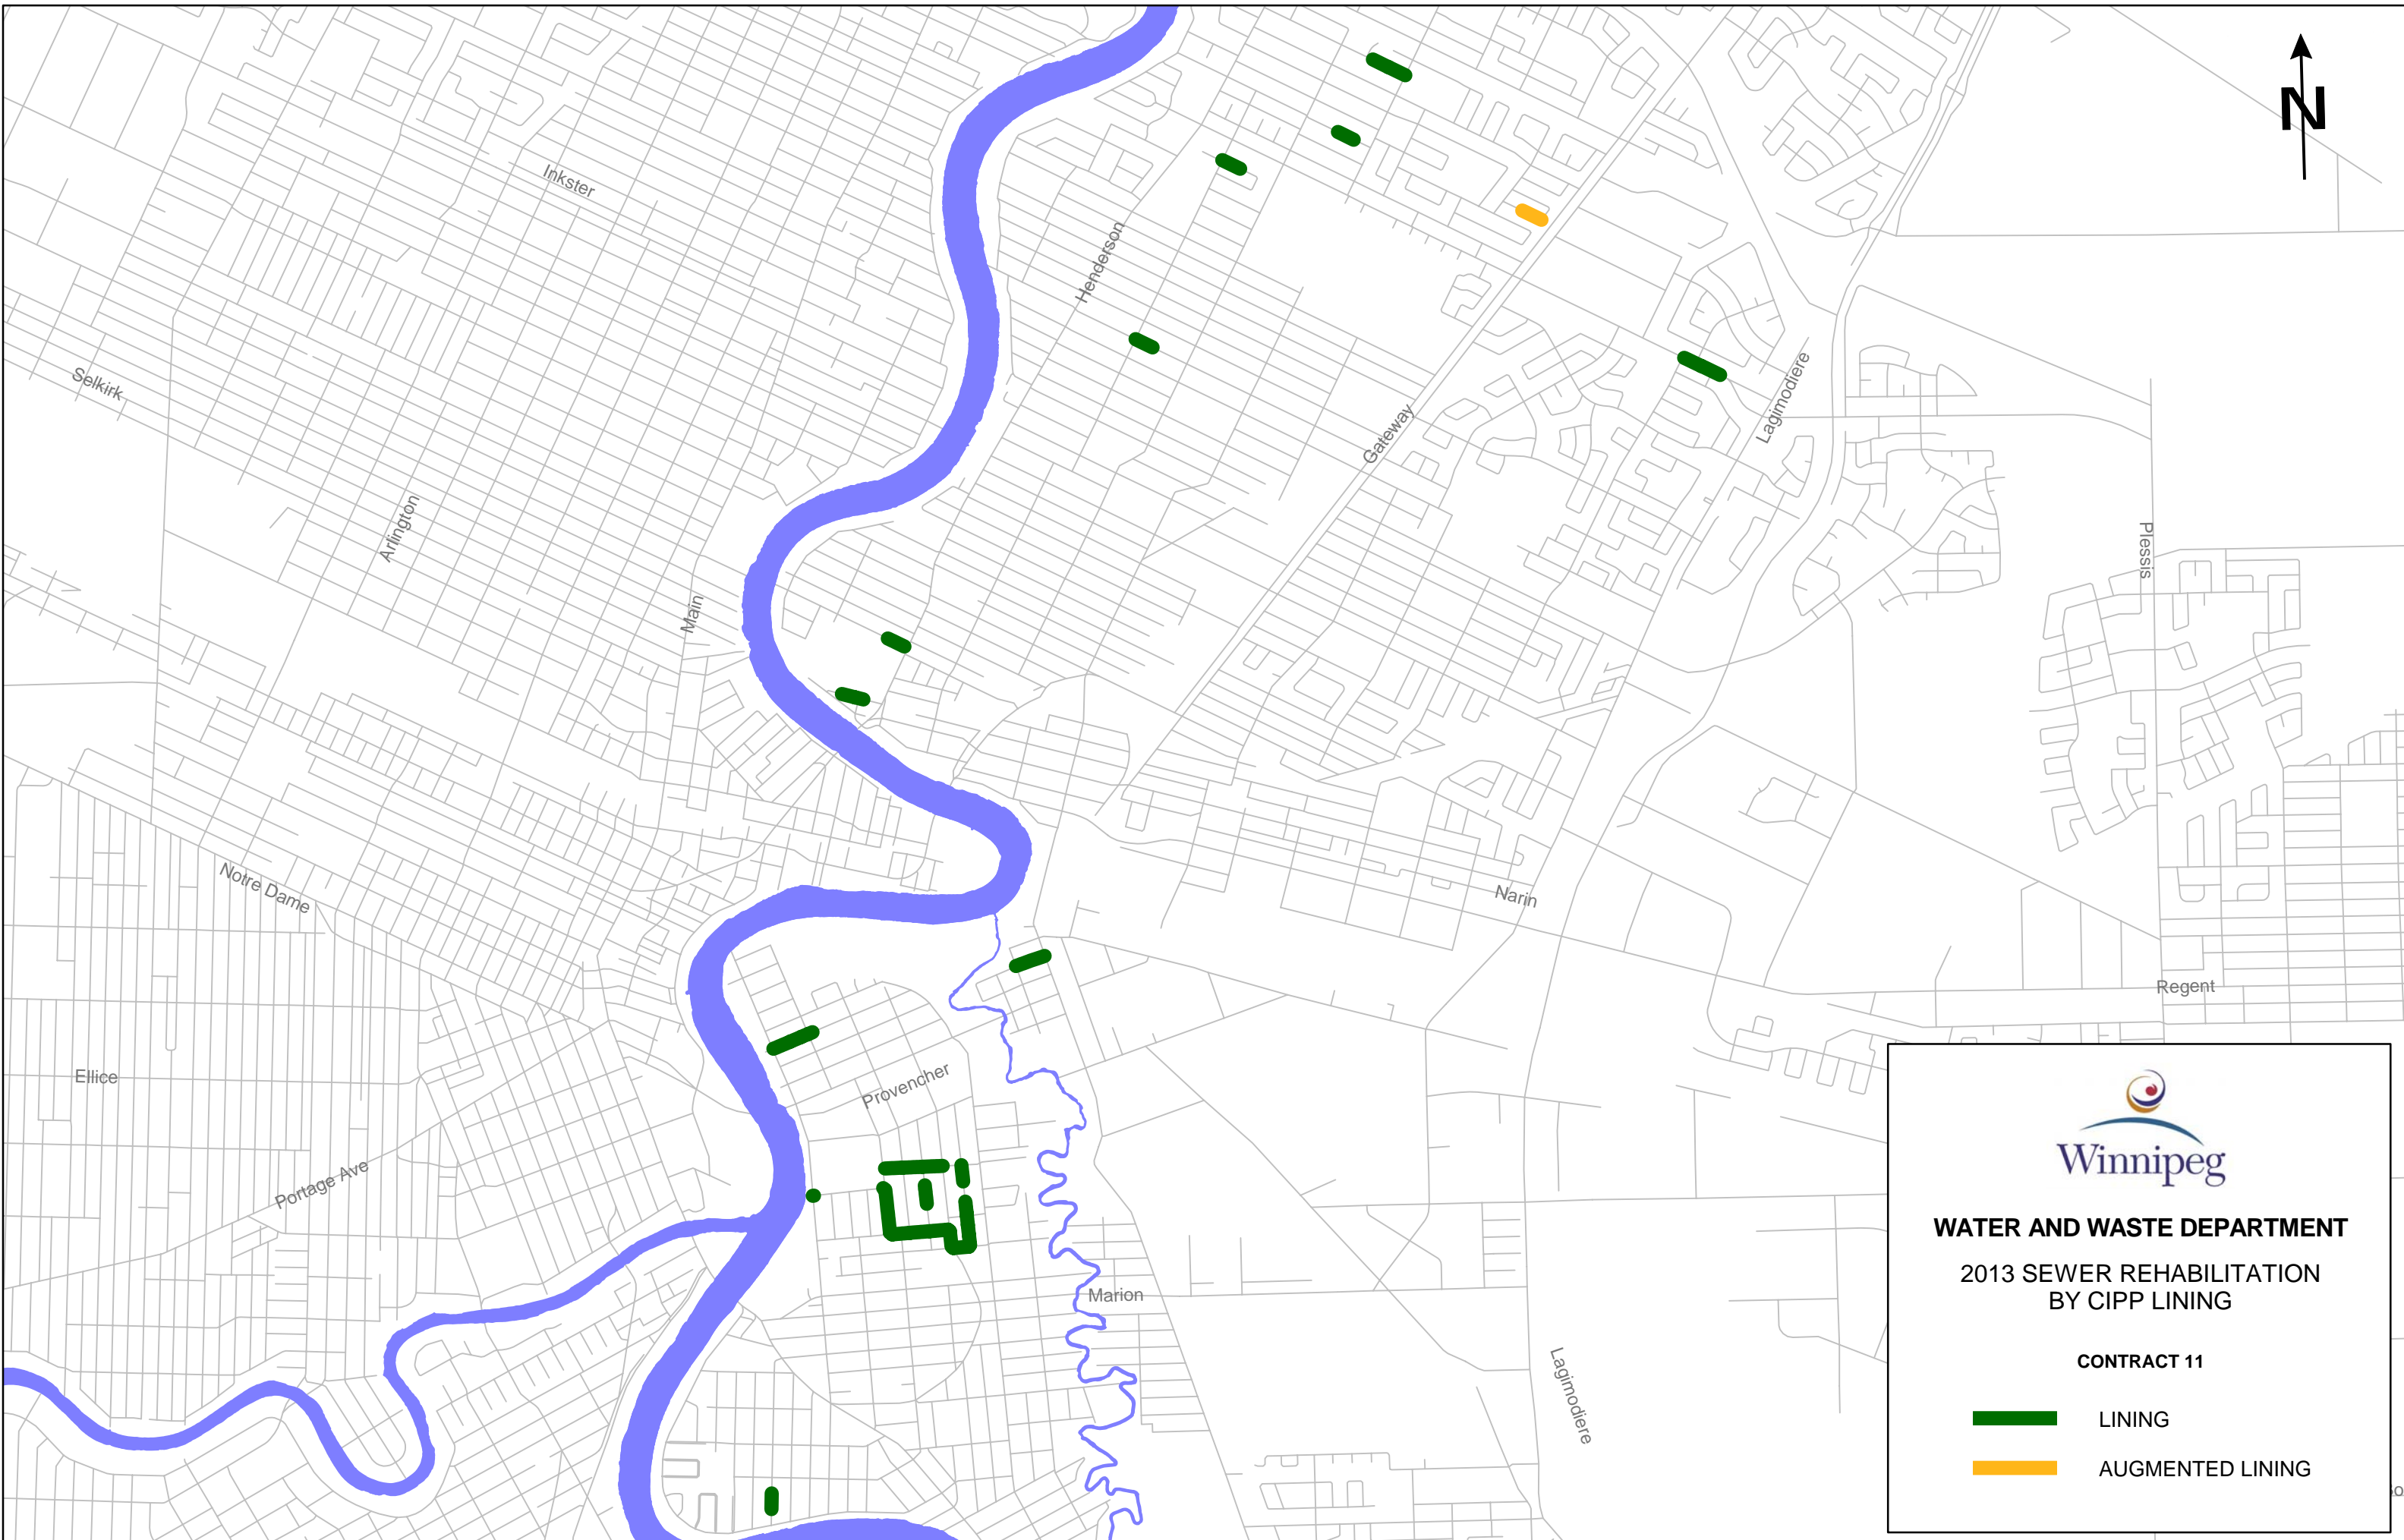 N
Inkster
Henderson
Selkirk
Lagimodiere
Gateway
Arlington
Plessis
Main
Notre Dame
Narin
Regent
Ellice
Provencher
Portage Ave
Marion
Lagimodiere
Winnipeg
WATER AND WASTE DEPARTMENT
2013 SEWER REHABILITATION
BY CIPP LINING
CONTRACT 11
LINING
AUGMENTED LINING